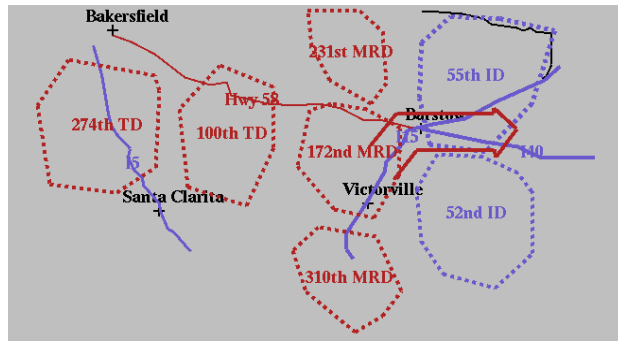 Bakersfield
231st MRD
55th ID
Hwy 58
274th TD
100th TD
Barstow
I15
172nd MRD
I40
I5
Santa Clarita
Victorville
52nd ID
310th MRD